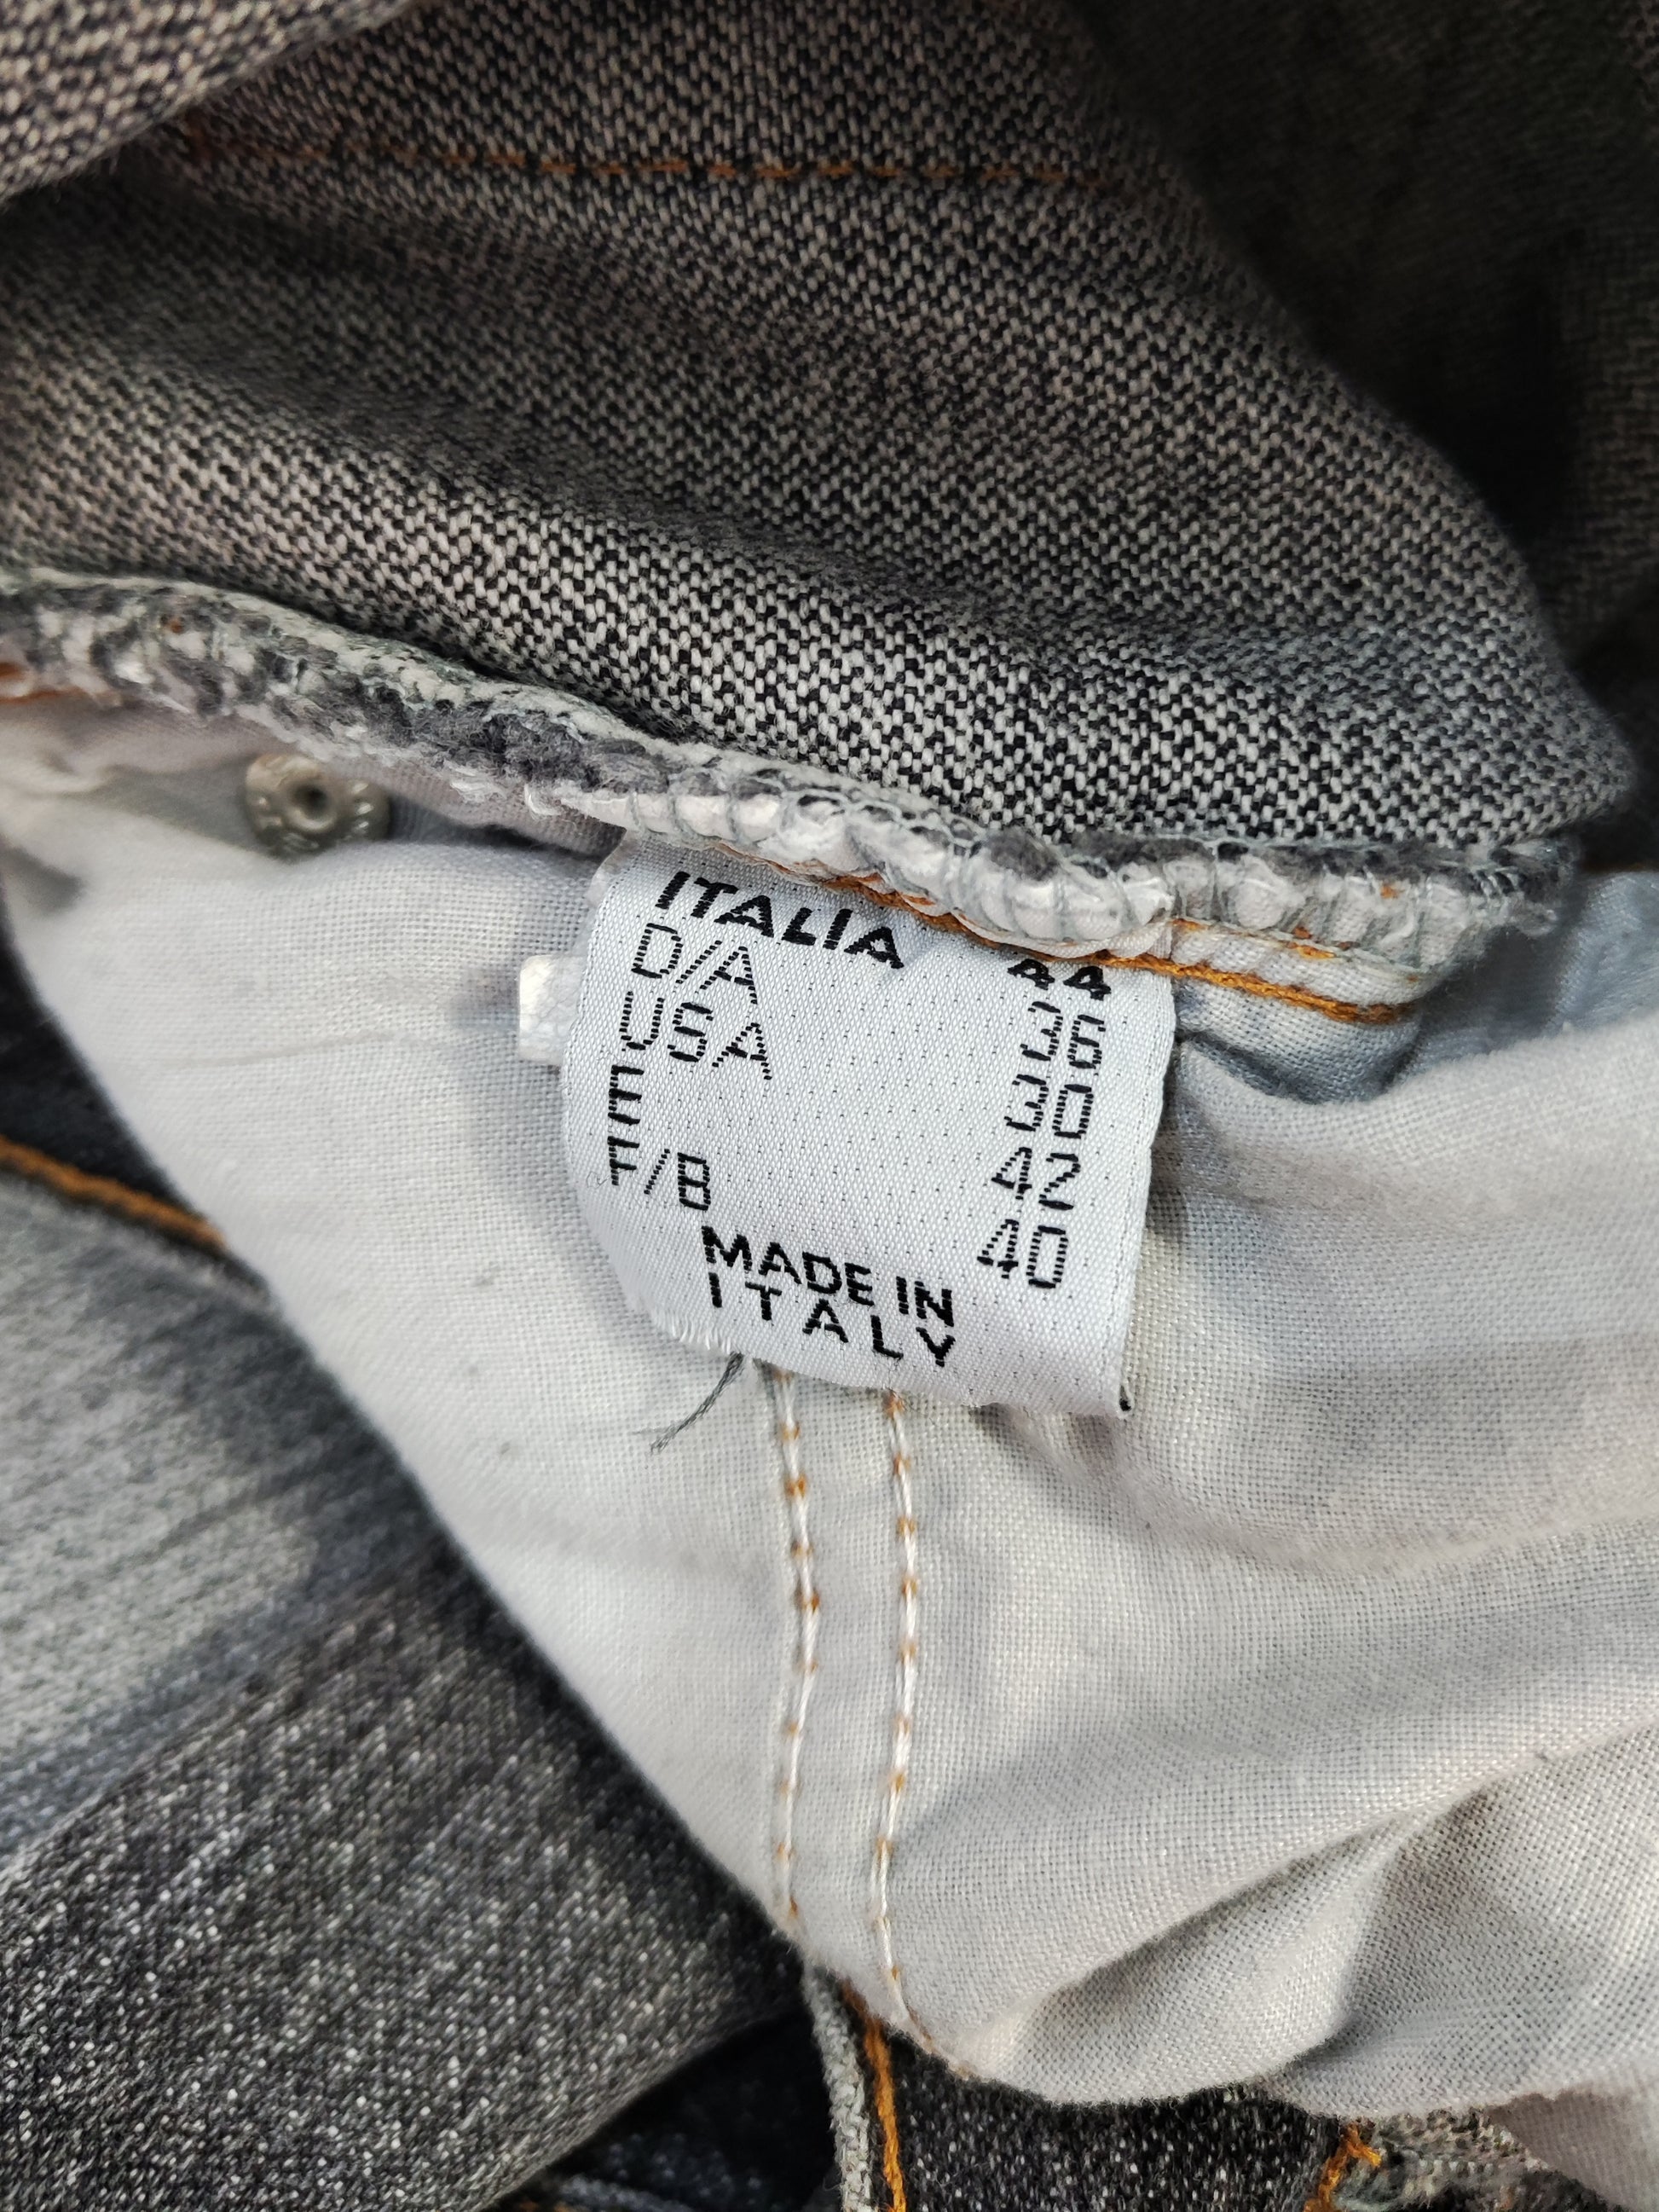 ITALIA 44
D/A 36
USA 30
E 42
F/B 40
MADE IN
ITALY